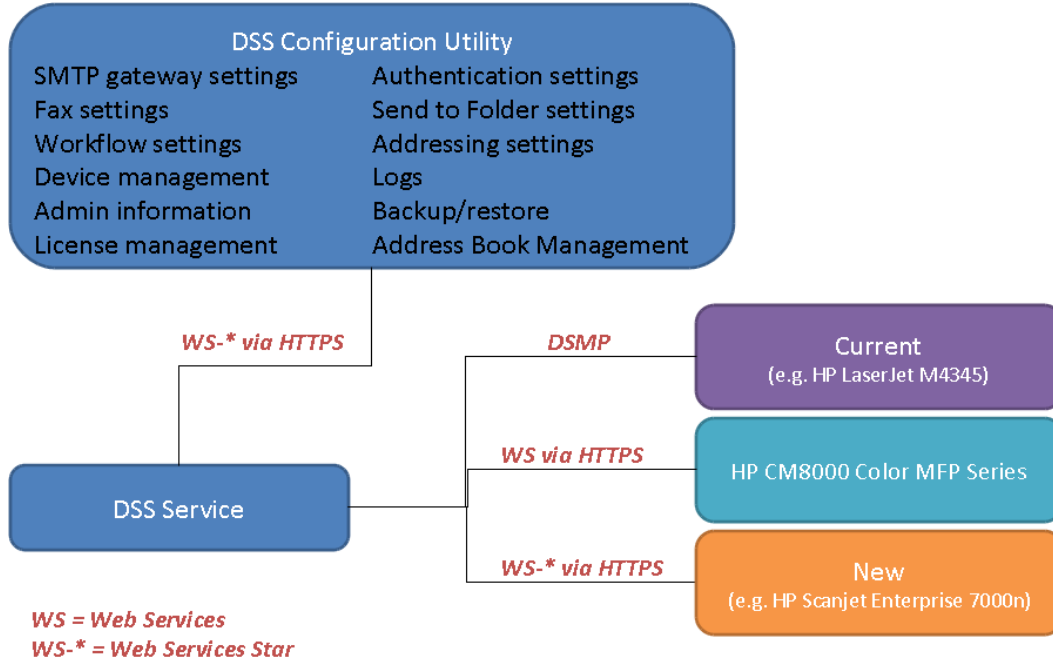 DSS Configuration Utility
SMTP gateway settings
Fax settings
Workflow settings
Device management
Admin information
License management
Authentication settings
Send to Folder settings
Addressing settings
Logs
Backup/restore
Address Book Management
WS-* via HTTPS
DSMP
Current
(e.g. HP LaserJet M4345)
WS via HTTPS
HP CM8000 Color MFP Series
DSS Service
WS-* via HTTPS
New
(e.g. HP Scanjet Enterprise 7000n)
WS = Web Services
WS-* = Web Services Star